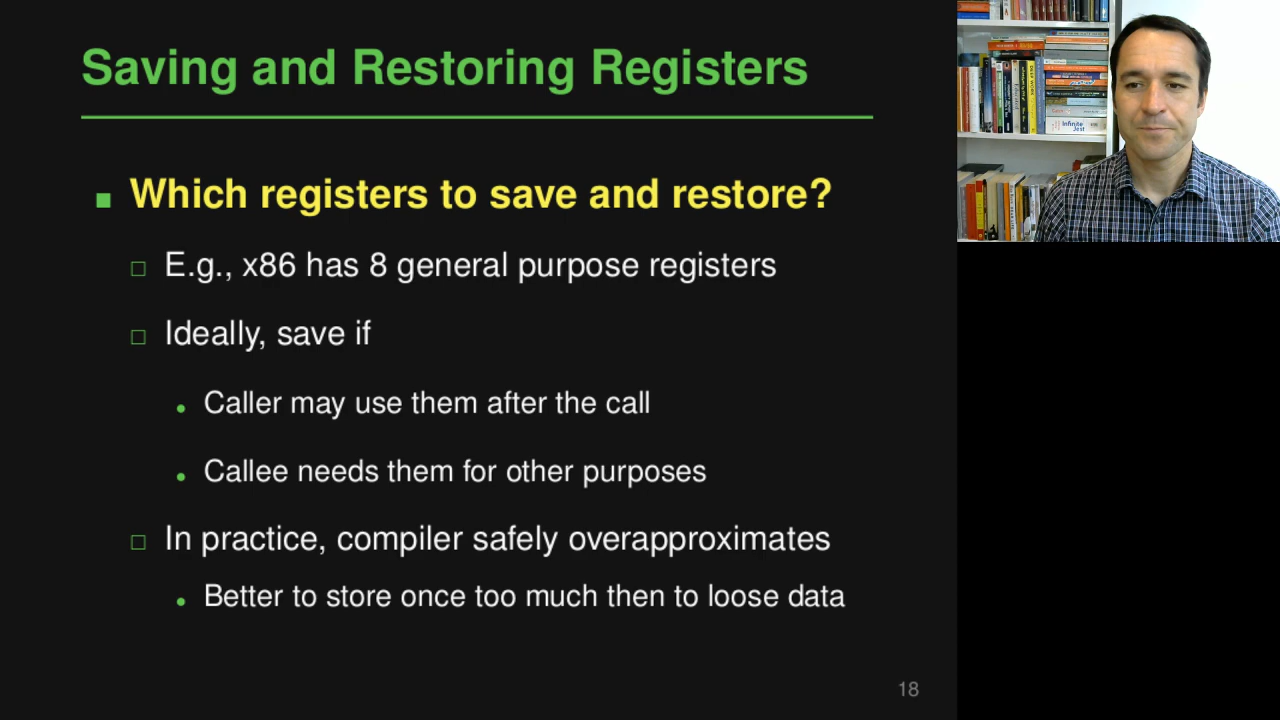 Saving and Restoring Registers
Which registers to save and restore?
E.g., x86 has 8 general purpose registers
Ideally, save if
Caller may use them after the call
Callee needs them for other purposes
In practice, compiler safely overapproximates
Better to store once too much then to loose data
18
Infinite
Jest